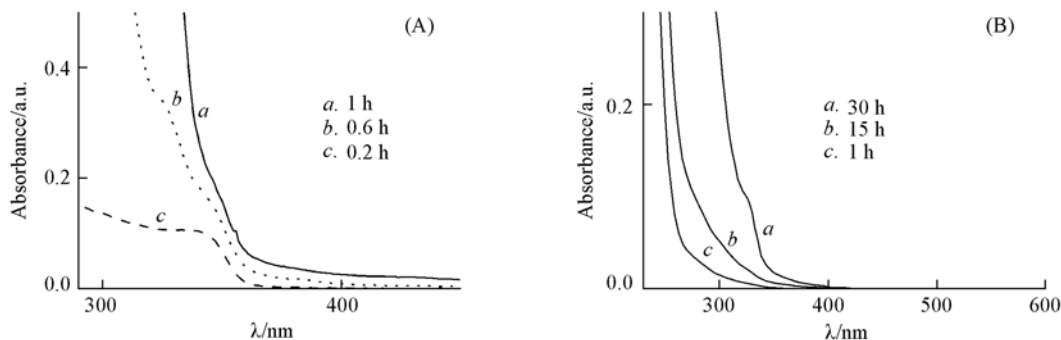 (A)
Absorbance/a.u.
0.4
0.2
0.0
a
b
c
a. 1 h
b. 0.6 h
c. 0.2 h
300
400
λ/nm
(B)
Absorbance/a.u.
0.2
0.0
a
b
c
a. 30 h
b. 15 h
c. 1 h
300
400
500
600
λ/nm